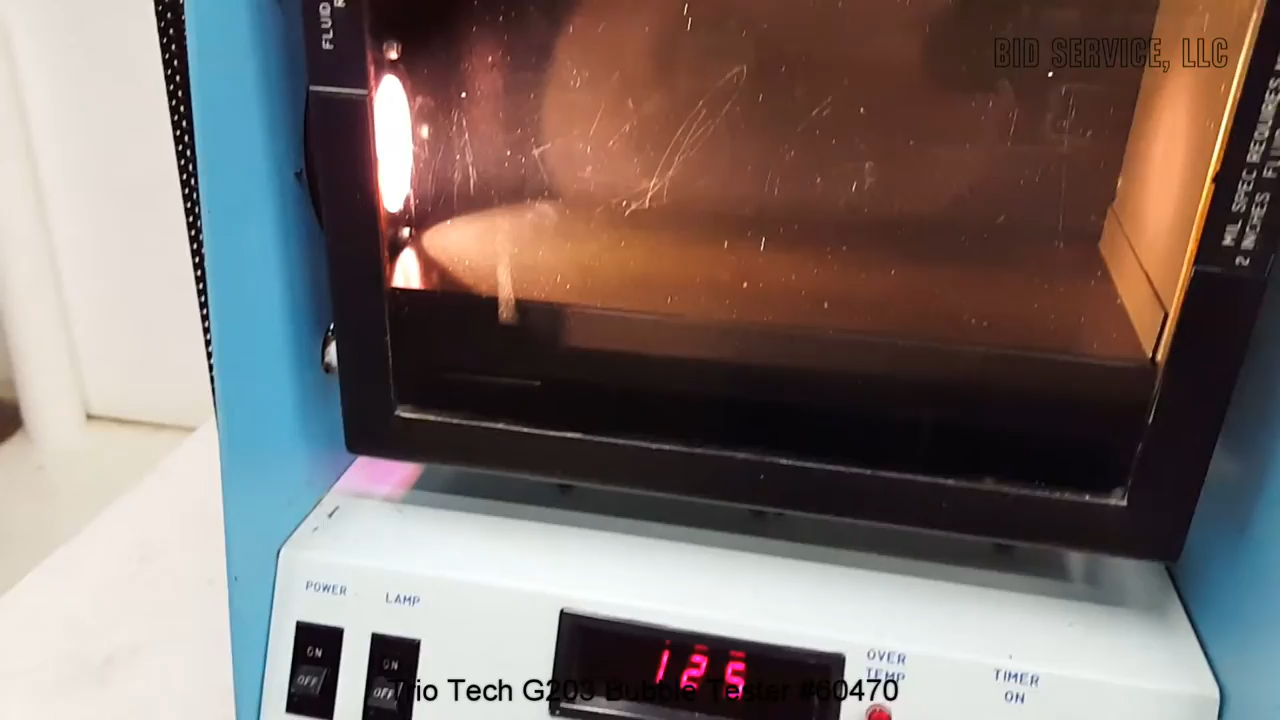 FLUID
BID SERVICE, LLC
MIL SPEC REQUIRES
2 INCHES FLU
POWER
LAMP
ON
OFF
ON
OFF
125
OVER
TEMP
TIMER
ON
Trio Tech G203 Bubble Tester #60470